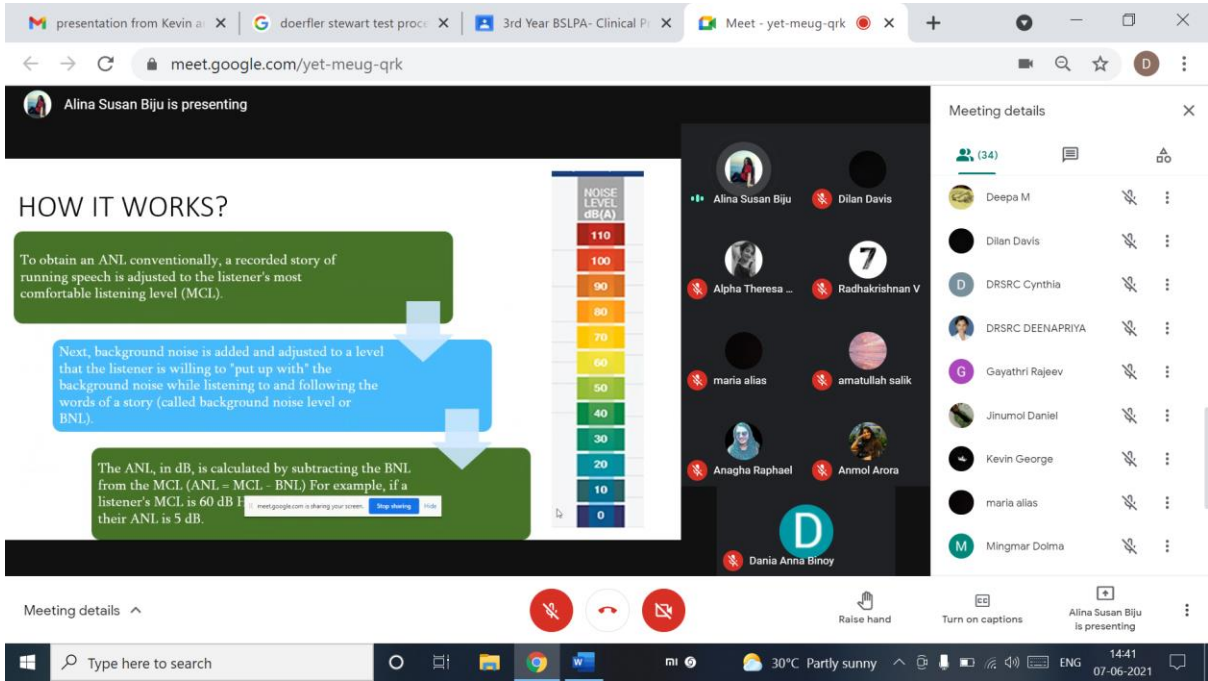 presentation from Kevin a
doerfler stewart test proc
3rd Year BSLPA- Clinical P
Meet - yet-meug-qrk
meet.google.com/yet-meug-qrk
D
Alina Susan Biju is presenting
HOW IT WORKS?
To obtain an ANL conventionally, a recorded story of
running speech is adjusted to the listener's most
comfortable listening level (MCL).
Next, background noise is added and adjusted to a level
that the listener is willing to "put up with" the
background noise while listening to and following the
words of a story (called background noise level or
BNL).
The ANL, in dB, is calculated by subtracting the BNL
from the MCL (ANL = MCL - BNL) For example, if a
listener's MCL is 60 dB H
their ANL is 5 dB.
meet.google.com is sharing your screen.
Stop sharing
Hide
NOISE
LEVEL
dB(A)
110
100
90
80
70
60
50
40
30
20
10
0
Alina Susan Biju
Dilan Davis
Alpha Theresa ...
7
Radhakrishnan V
maria alias
amatullah salik
Anagha Raphael
Anmol Arora
D
Dania Anna Binoy
Meeting details
(34)
Deepa M
Dilan Davis
D
DRSRC Cynthia
DRSRC DEENAPRIYA
G
Gayathri Rajeev
Jinumol Daniel
Kevin George
maria alias
M
Mingmar Dolma
Meeting details
Raise hand
CC
Turn on captions
Alina Susan Biju
is presenting
Type here to search
W
30°C Partly sunny
ENG
14:41
07-06-2021